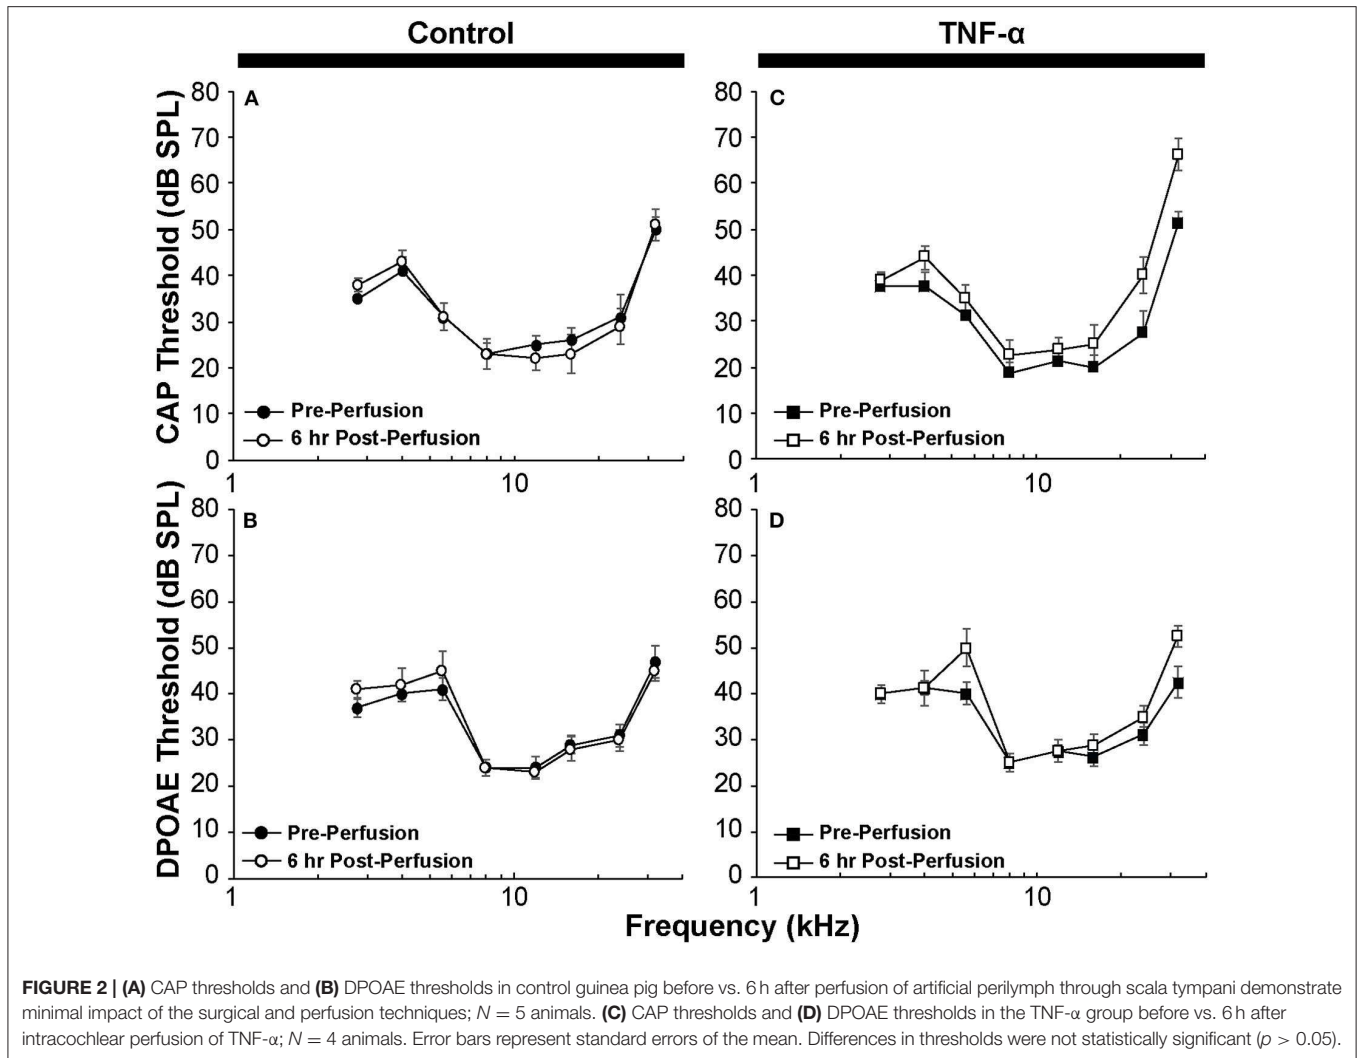 Control
TNF-α
CAP Threshold (dB SPL)
A
80
70
60
50
40
30
20
10
0
Pre-Perfusion
6 hr Post-Perfusion
1
10
C
80
70
60
50
40
30
20
10
0
Pre-Perfusion
6 hr Post-Perfusion
1
10
DPOAE Threshold (dB SPL)
B
80
70
60
50
40
30
20
10
0
Pre-Perfusion
6 hr Post-Perfusion
1
10
D
80
70
60
50
40
30
20
10
0
Pre-Perfusion
6 hr Post-Perfusion
1
10
Frequency (kHz)
FIGURE 2 | (A) CAP thresholds and (B) DPOAE thresholds in control guinea pig before vs. 6 h after perfusion of artificial perilymph through scala tympani demonstrate
minimal impact of the surgical and perfusion techniques; N = 5 animals. (C) CAP thresholds and (D) DPOAE thresholds in the TNF-α group before vs. 6 h after
intracochlear perfusion of TNF-α; N = 4 animals. Error bars represent standard errors of the mean. Differences in thresholds were not statistically significant (p > 0.05).